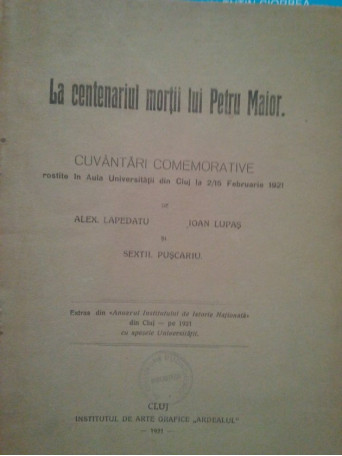 La centenariul morții lui Petru Maior.
CUVÂNTĂRI COMEMORATIVE
rostite în Aula Universității din Cluj la 2/15 Februarie 1921
de
ALEX. LAPEDATU IOAN LUPAȘ
și
SEXTIL PUȘCARIU
Extras din «Anuarul Institutului de Istorie Națională»
din Cluj — pe 1921
cu spesele Universității.
CLUJ
INSTITUTUL DE ARTE GRAFICE „ARDEALUL"
— 1921 —